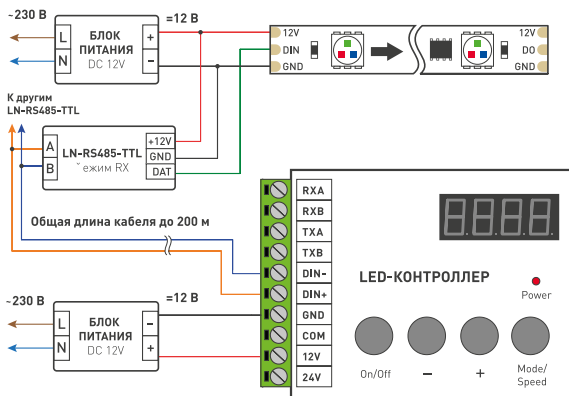 ~230 В
L
N
БЛОК
ПИТАНИЯ
DC 12V
+
−
=12 В
12V
DIN
GND
12V
DO
GND
К другим
LN-RS485-TTL
A
B
LN-RS485-TTL
ежим RX
+12V
GND
DAT
Общая длина кабеля до 200 м
RXA
RXB
TXA
TXB
DIN-
DIN+
GND
COM
12V
24V
8888
LED-КОНТРОЛЛЕР
Power
On/Off
−
+
Mode/
Speed
~230 В
L
N
БЛОК
ПИТАНИЯ
DC 12V
−
+
=12 В